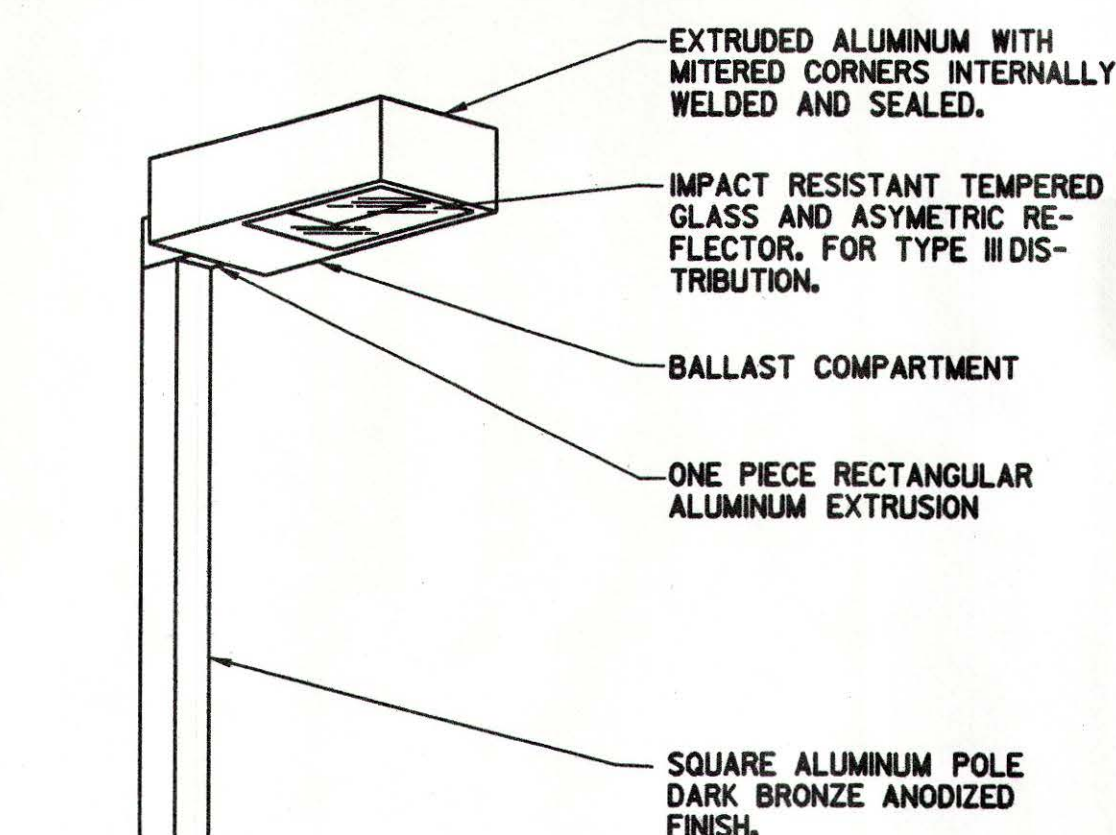 EXTRUDED ALUMINUM WITH
MITERED CORNERS INTERNALLY
WELDED AND SEALED.
IMPACT RESISTANT TEMPERED
GLASS AND ASYMETRIC RE-
FLECTOR. FOR TYPE III DIS-
TRIBUTION.
BALLAST COMPARTMENT
ONE PIECE RECTANGULAR
ALUMINUM EXTRUSION
SQUARE ALUMINUM POLE
DARK BRONZE ANODIZED
FINISH.